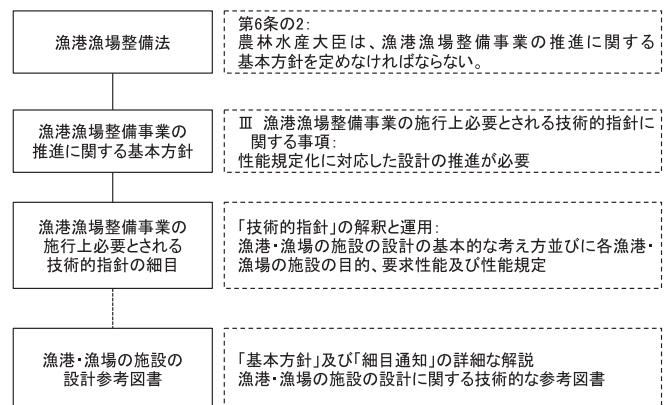 漁港漁場整備法
第6条の2:
農林水産大臣は、漁港漁場整備事業の推進に関する
基本方針を定めなければならない。
漁港漁場整備事業の
推進に関する基本方針
Ⅲ 漁港漁場整備事業の施行上必要とされる技術的指針に
関する事項:
性能規定化に対応した設計の推進が必要
漁港漁場整備事業の
施行上必要とされる
技術的指針の細目
「技術的指針」の解釈と運用:
漁港・漁場の施設の設計の基本的な考え方並びに各漁港・
漁場の施設の目的、要求性能及び性能規定
漁港・漁場の施設の
設計参考図書
「基本方針」及び「細目通知」の詳細な解説
漁港・漁場の施設の設計に関する技術的な参考図書